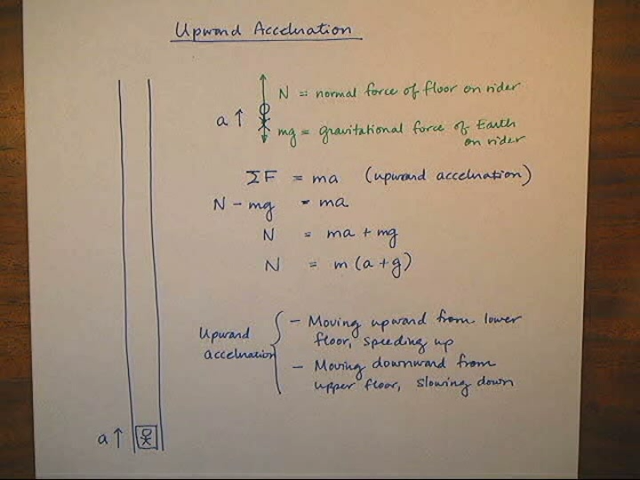 Upward Acceleration
N = normal force of floor on rider
a ↑
mg = gravitational force of Earth
on rider
ΣF = ma (upward acceleration)
N - mg = ma
N = ma + mg
N = m(a+g)
Upward acceleration
- Moving upward from lower
floor, speeding up
- Moving downward from
upper floor, slowing down
a ↑